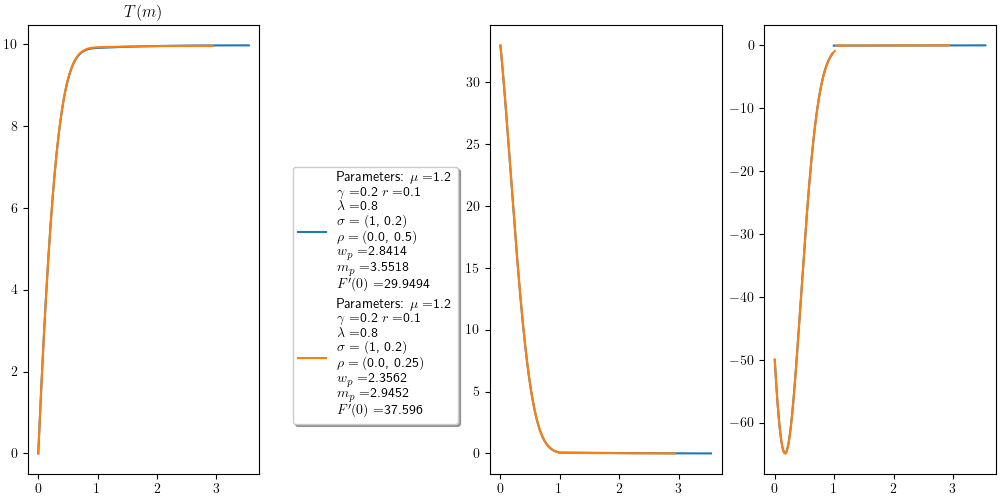 T(m)
10
8
6
4
2
0
0 1 2 3
Parameters: μ =1.2
γ =0.2 r =0.1
λ =0.8
σ = (1, 0.2)
ρ = (0.0, 0.5)
w_p =2.8414
m_p =3.5518
F′(0) =29.9494
Parameters: μ =1.2
γ =0.2 r =0.1
λ =0.8
σ = (1, 0.2)
ρ = (0.0, 0.25)
w_p =2.3562
m_p =2.9452
F′(0) =37.596
30
25
20
15
10
5
0
0 1 2 3
0
−10
−20
−30
−40
−50
−60
0 1 2 3